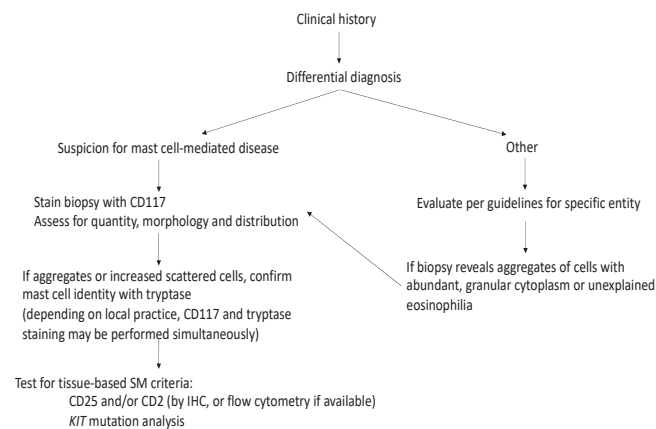 Clinical history
Differential diagnosis
Suspicion for mast cell-mediated disease
Other
Stain biopsy with CD117
Assess for quantity, morphology and distribution
Evaluate per guidelines for specific entity
If aggregates or increased scattered cells, confirm
mast cell identity with tryptase
(depending on local practice, CD117 and tryptase
staining may be performed simultaneously)
If biopsy reveals aggregates of cells with
abundant, granular cytoplasm or unexplained
eosinophilia
Test for tissue-based SM criteria:
CD25 and/or CD2 (by IHC, or flow cytometry if available)
KIT mutation analysis